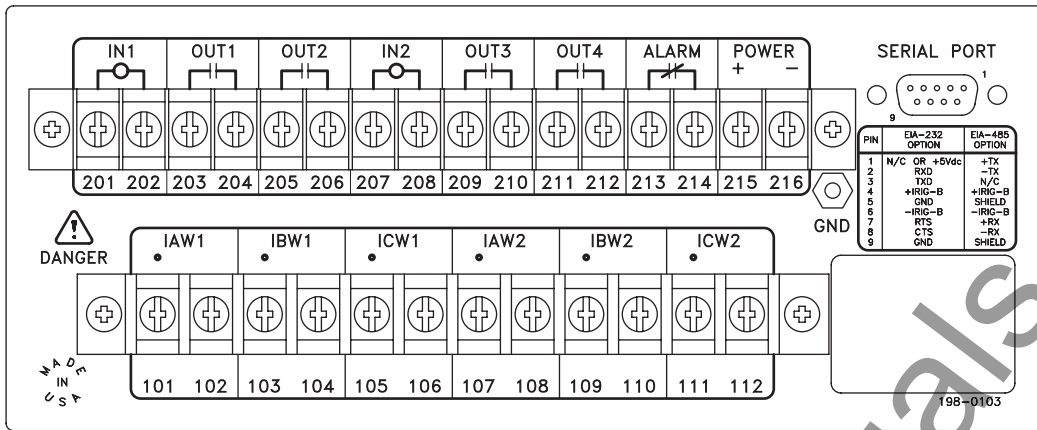 IN1 OUT1 OUT2 IN2 OUT3 OUT4 ALARM POWER
+ −
201 202 203 204 205 206 207 208 209 210 211 212 213 214 215 216
SERIAL PORT
1
9
PIN EIA-232 OPTION EIA-485 OPTION
1 N/C OR +5Vdc +TX
2 RXD −TX
3 TXD N/C
4 +IRIG-B +IRIG-B
5 GND SHIELD
6 −IRIG-B −IRIG-B
7 RTS +RX
8 CTS −RX
9 GND SHIELD
GND
DANGER
IAW1 IBW1 ICW1 IAW2 IBW2 ICW2
101 102 103 104 105 106 107 108 109 110 111 112
MADE
IN
USA
198-0103